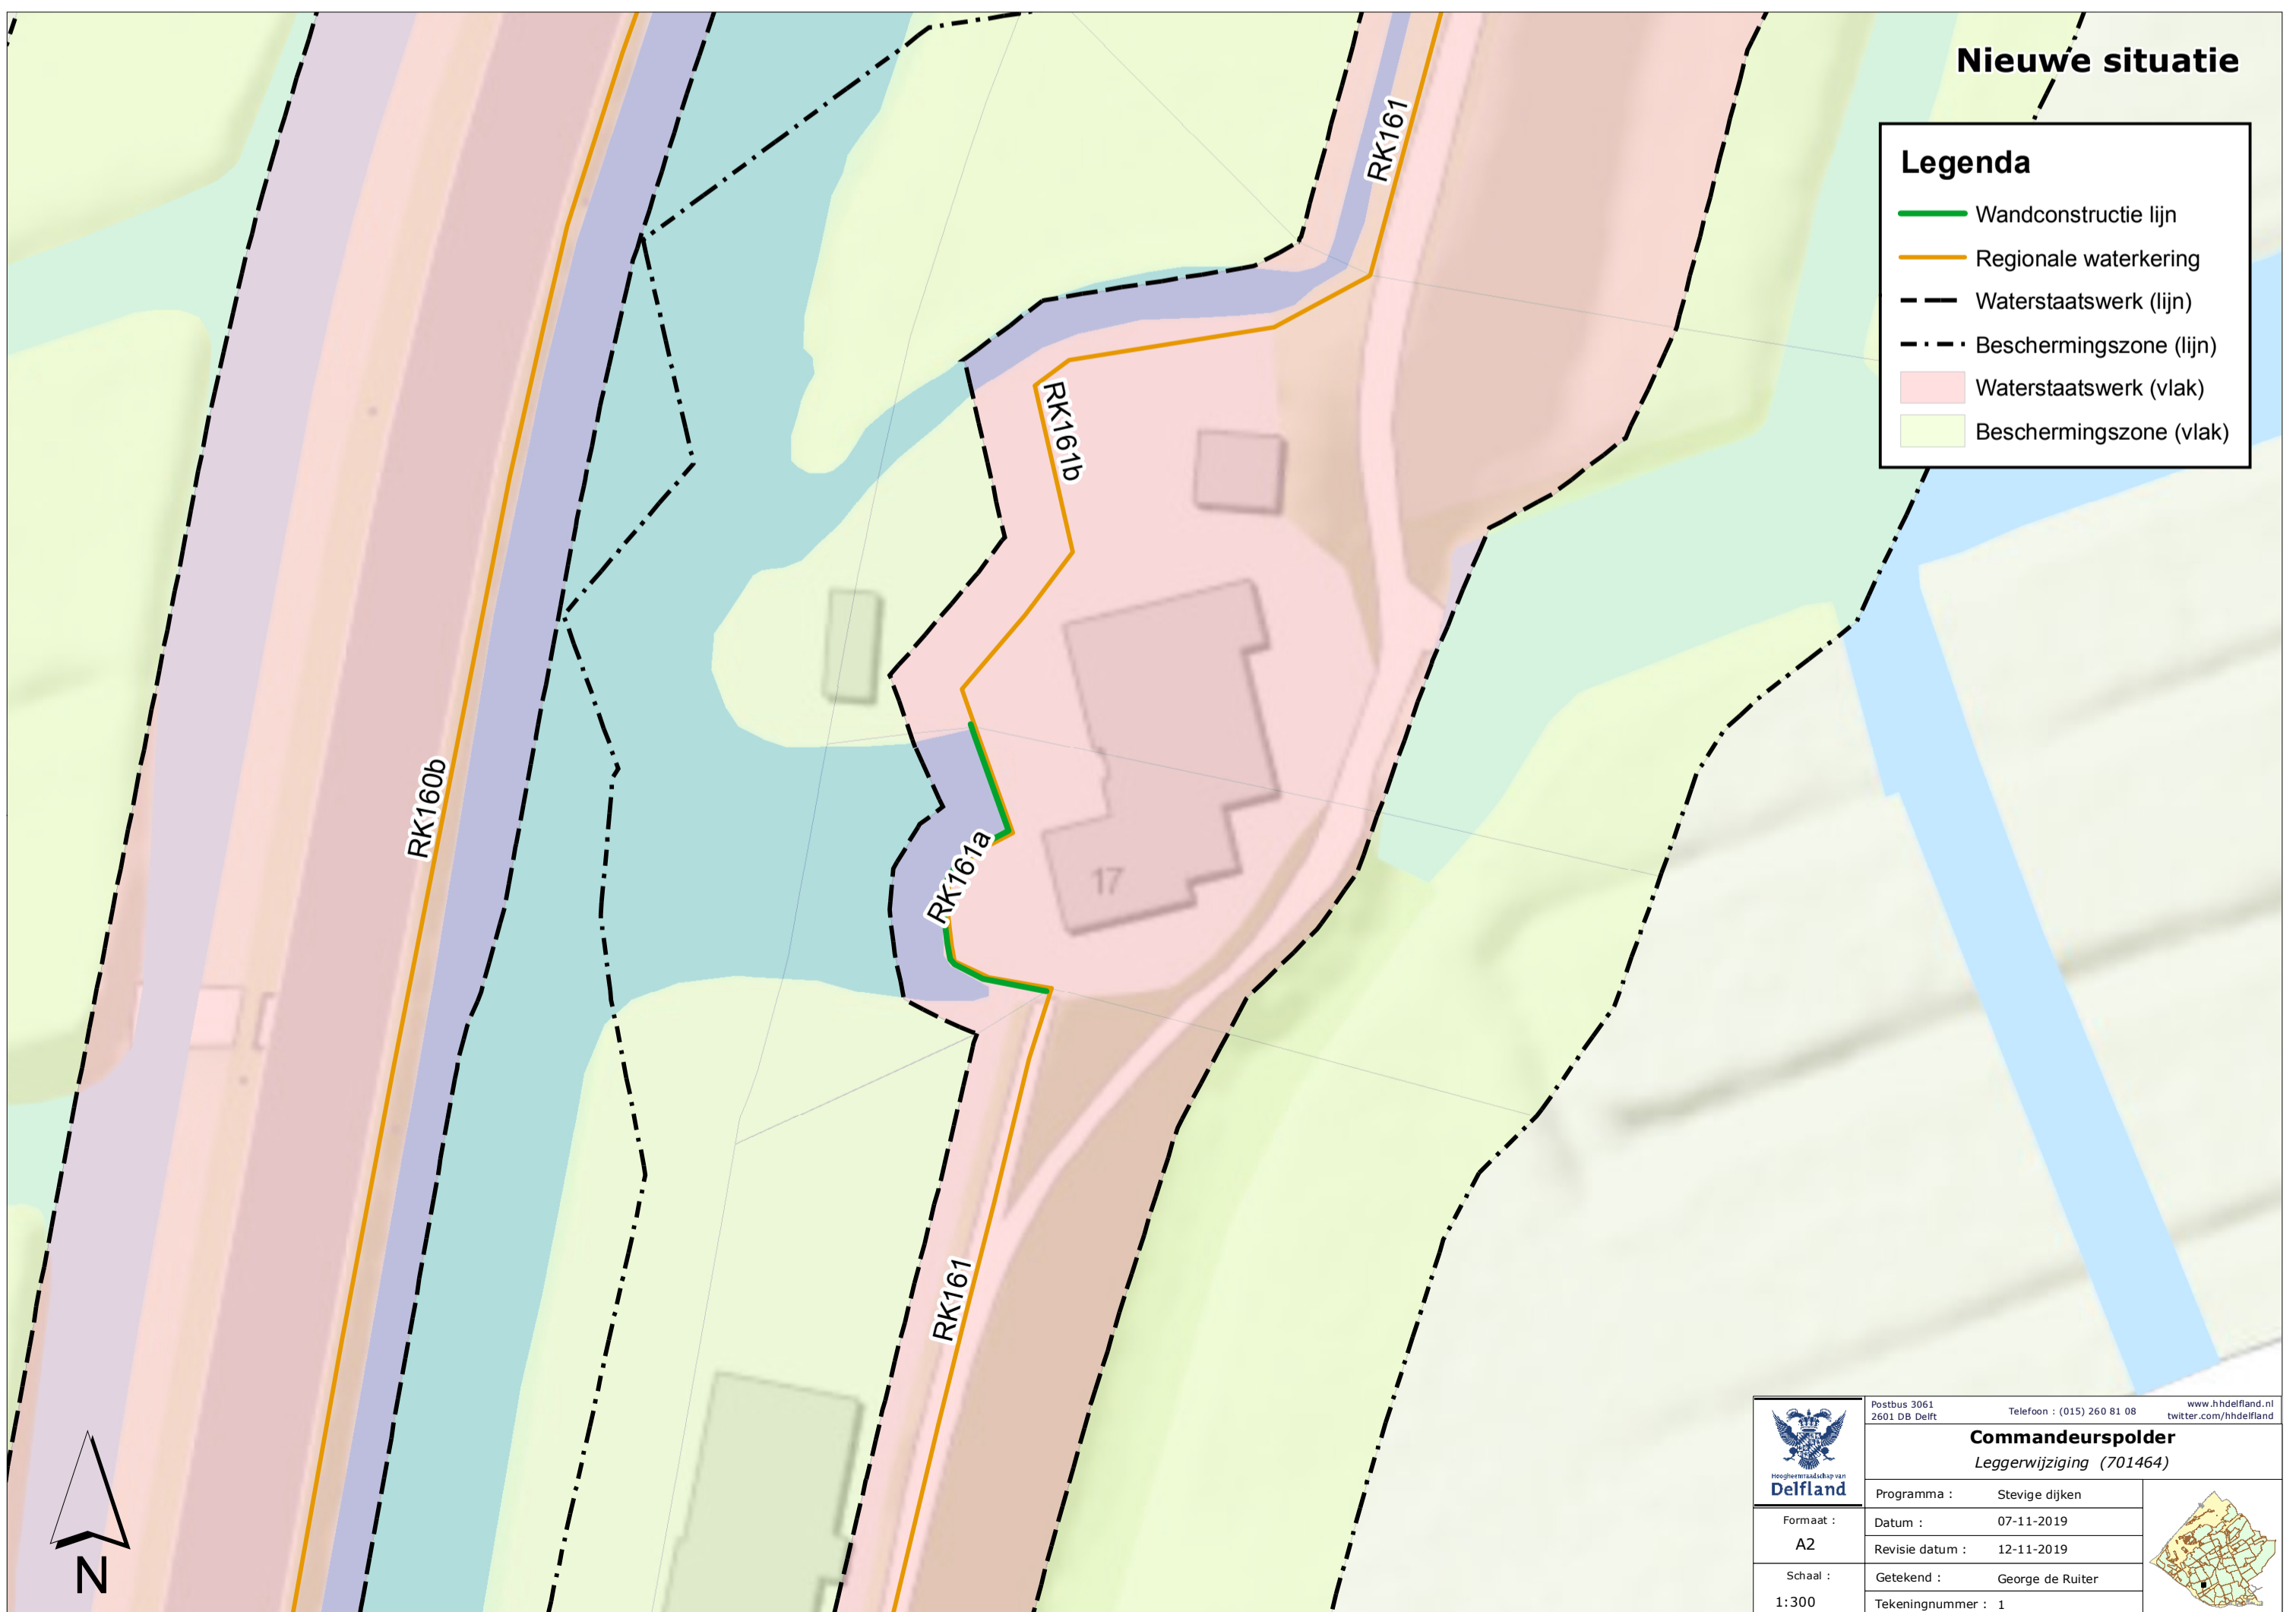 Nieuwe situatie
Legenda
Wandconstructie lijn
Regionale waterkering
Waterstaatswerk (lijn)
Beschermingszone (lijn)
Waterstaatswerk (vlak)
Beschermingszone (vlak)
RK161
RK161b
RK160b
RK161a
17
RK161
N
Postbus 3061
2601 DB Delft
Telefoon : (015) 260 81 08
www.hhdelfland.nl
twitter.com/hhdelfland
Hoogheemraadschap van
Delfland
Commandeurspolder
Leggerwijziging (701464)
Programma : Stevige dijken
Formaat :
A2
Datum : 07-11-2019
Revisie datum : 12-11-2019
Schaal :
1:300
Getekend : George de Ruiter
Tekeningnummer : 1